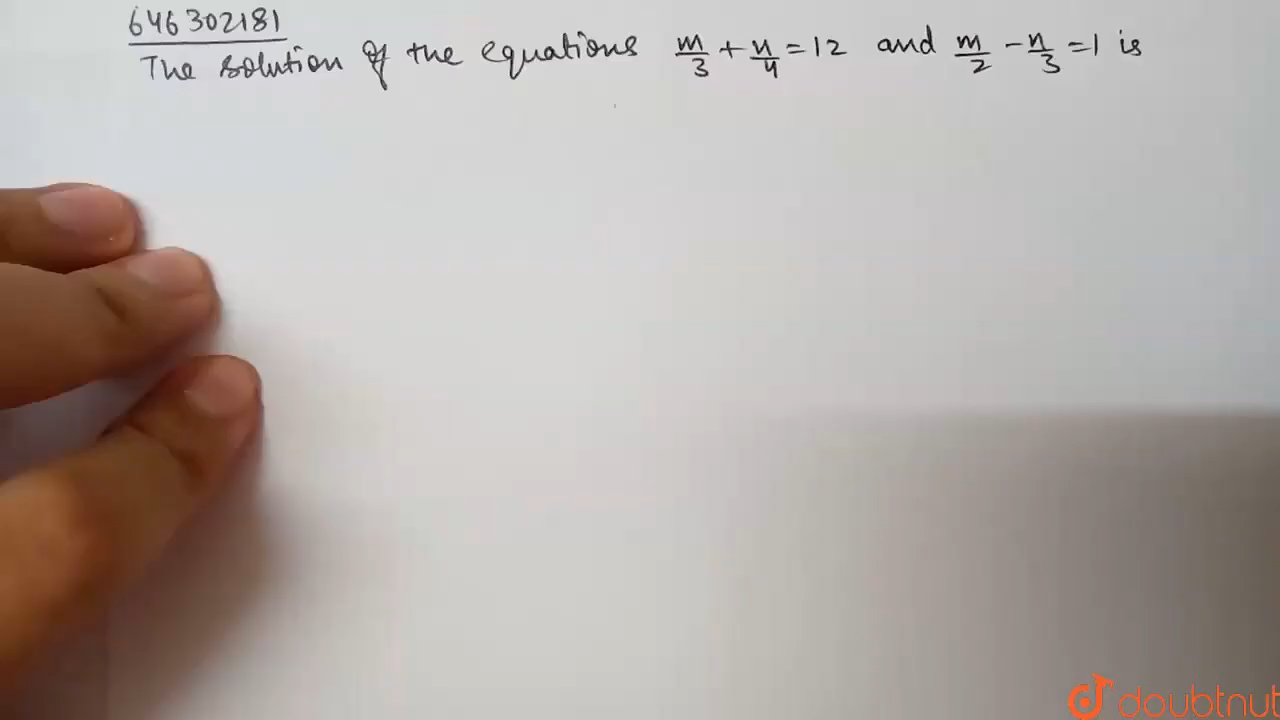 646302181
The solution of the equations m/3 + n/4 = 12 and m/2 - n/3 = 1 is
doubtnut